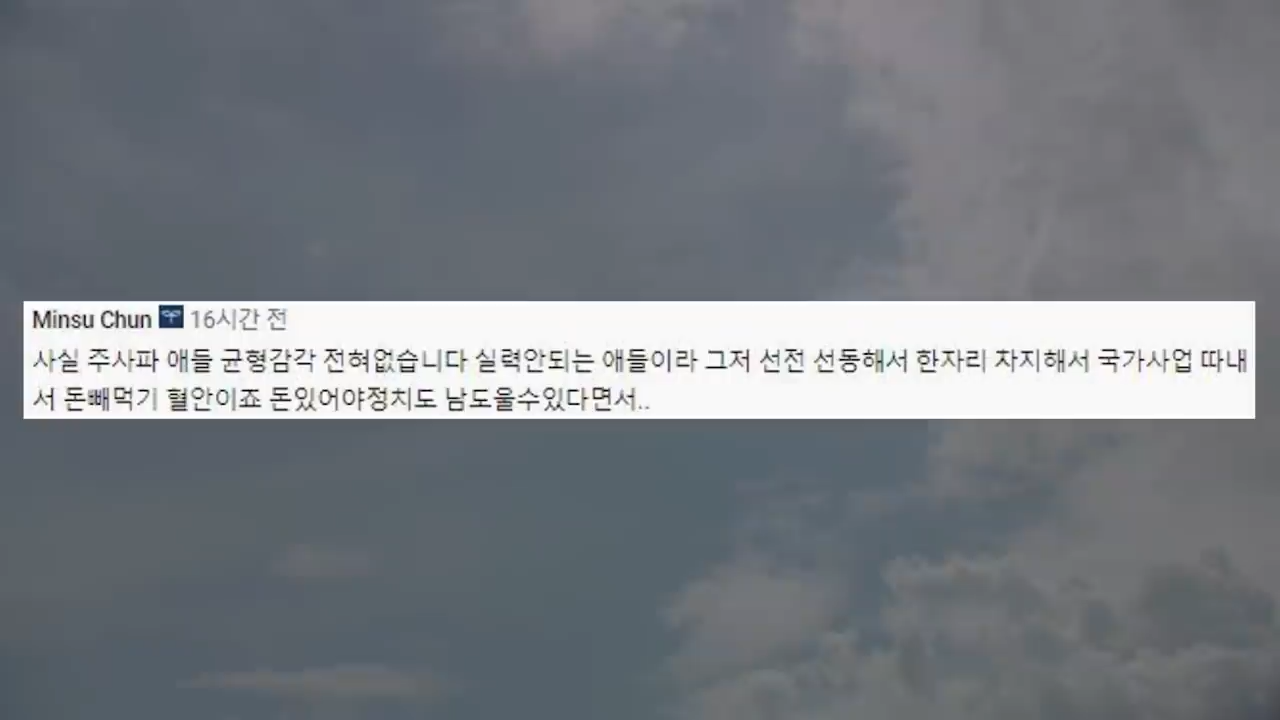 Minsu Chun 16시간 전
사실 주사파 애들 균형감각 전혀없습니다 실력안되는 애들이라 그저 선전 선동해서 한자리 차지해서 국가사업 따내
서 돈빼먹기 혈안이죠 돈있어야정치도 남도울수있다면서..